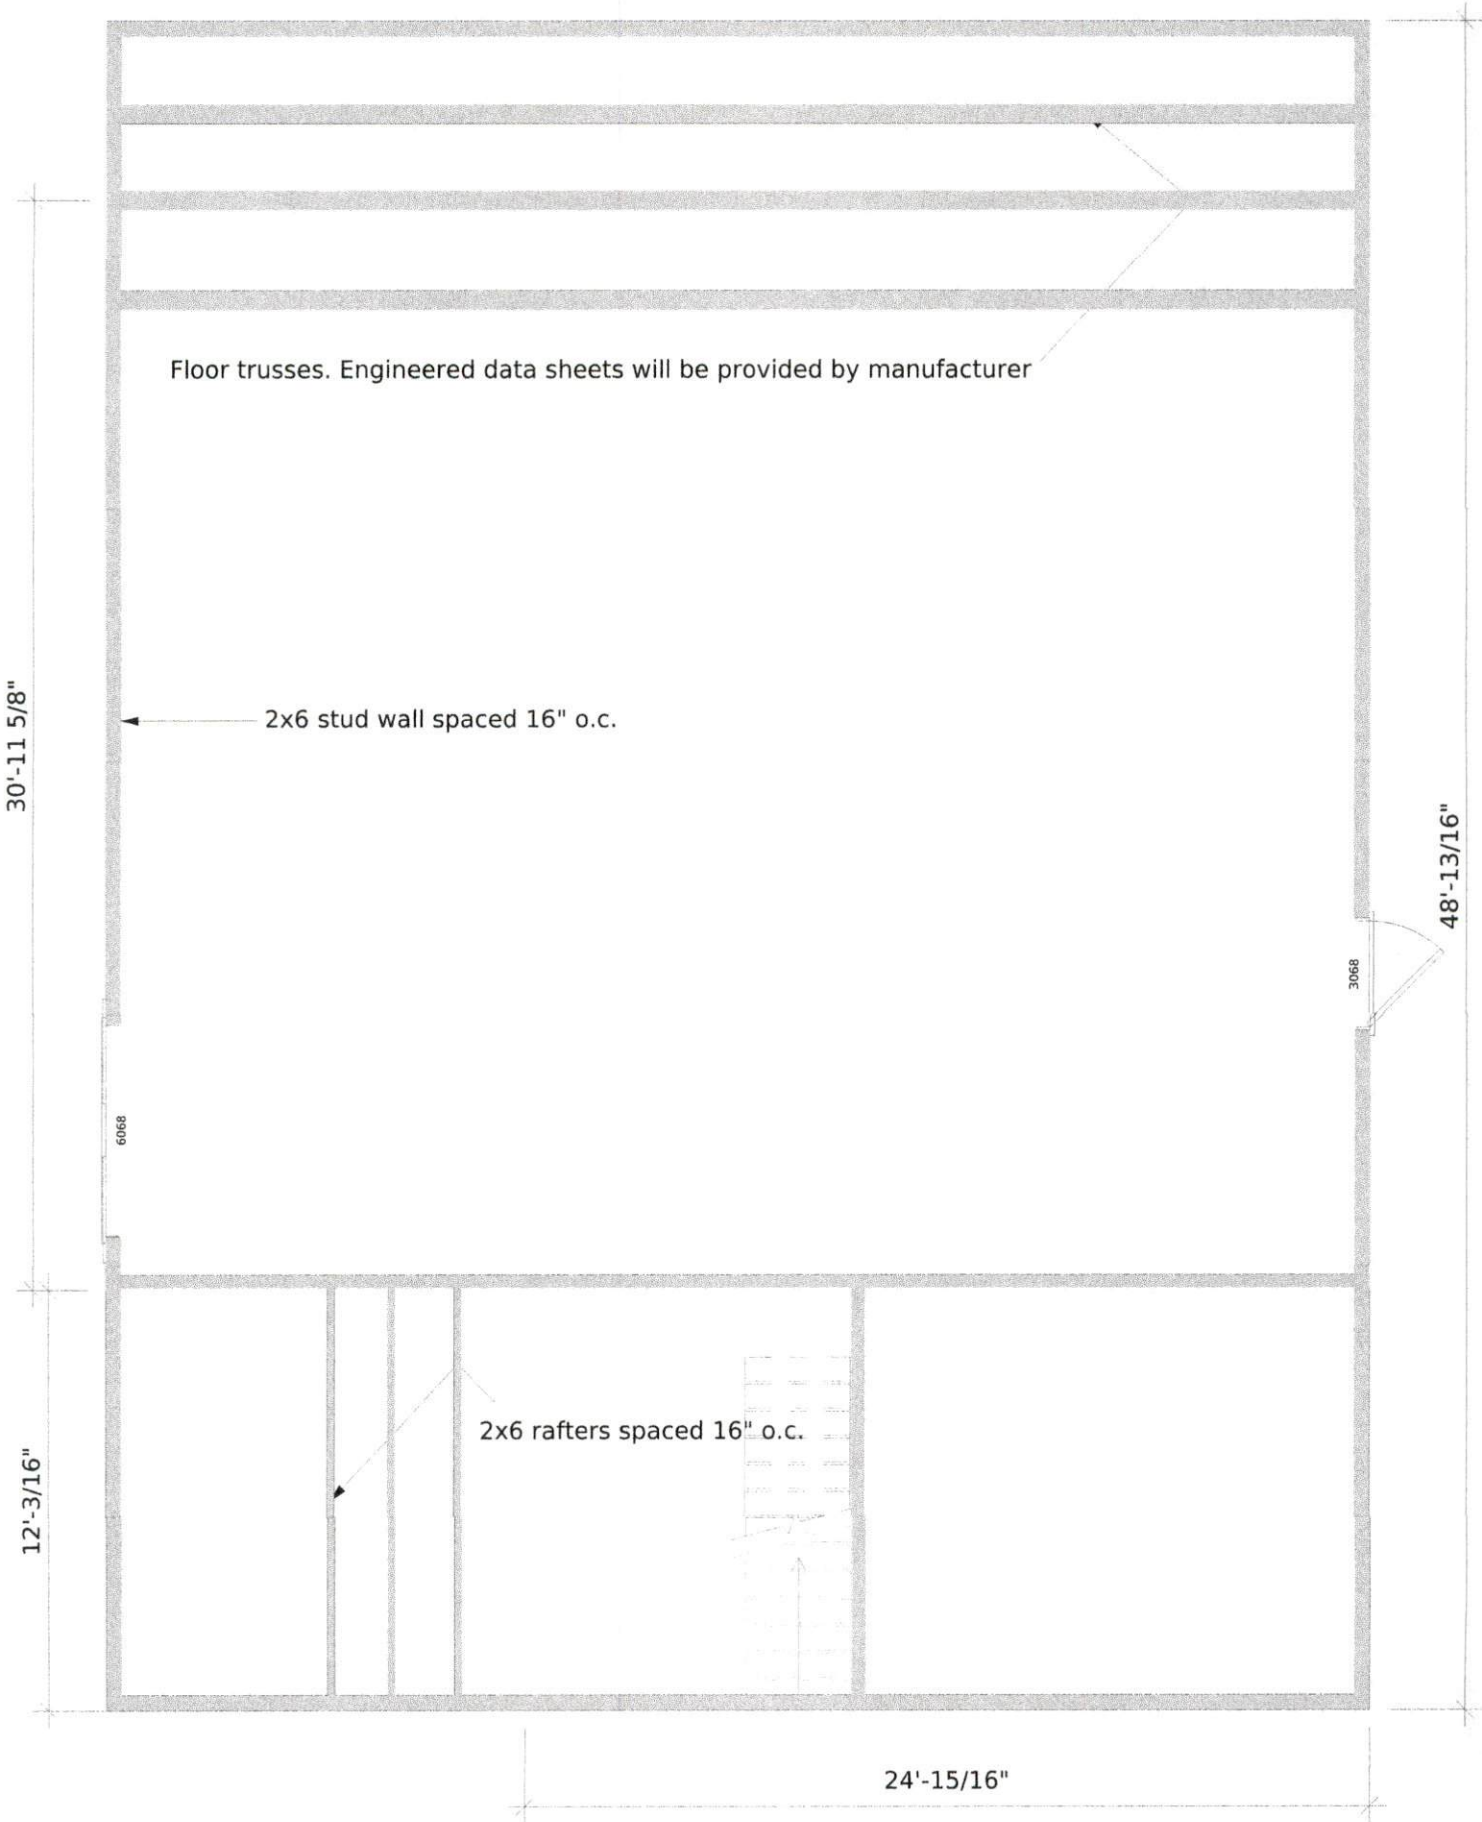 Floor trusses. Engineered data sheets will be provided by manufacturer
30'-11 5/8"
2x6 stud wall spaced 16" o.c.
48'-13/16"
3068
6068
2x6 rafters spaced 16" o.c.
12'-3/16"
24'-15/16"